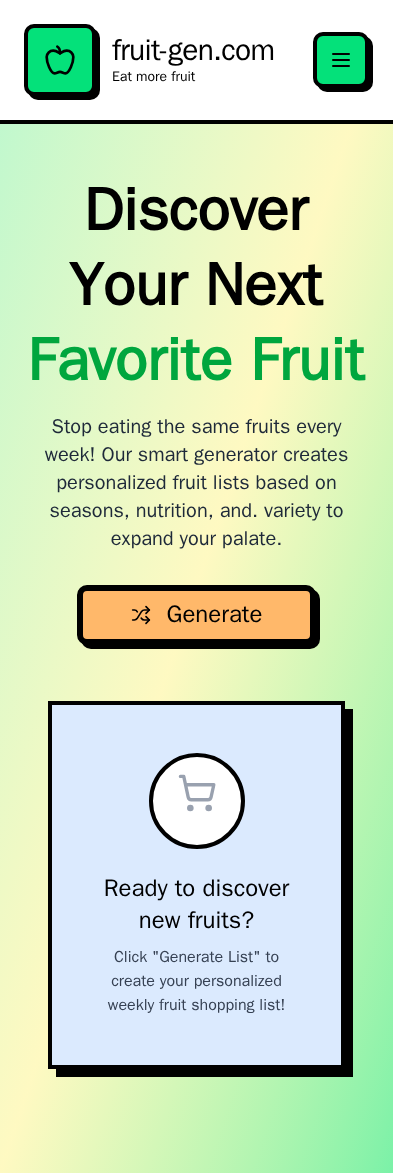 fruit-gen.com
Eat more fruit
Discover
Your Next
Favorite Fruit
Stop eating the same fruits every
week! Our smart generator creates
personalized fruit lists based on
seasons, nutrition, and. variety to
expand your palate.
Generate
Ready to discover
new fruits?
Click "Generate List" to
create your personalized
weekly fruit shopping list!